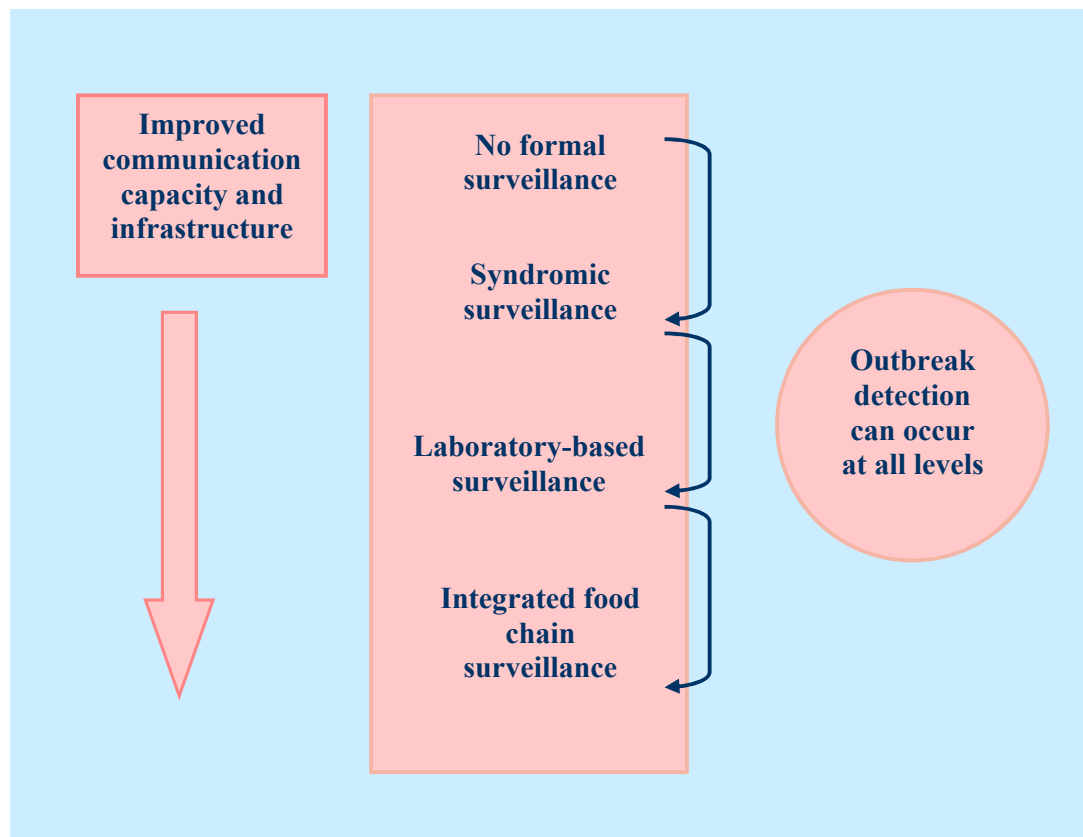 Improved
communication
capacity and
infrastructure
No formal
surveillance
Syndromic
surveillance
Laboratory-based
surveillance
Integrated food
chain
surveillance
Outbreak
detection
can occur
at all levels